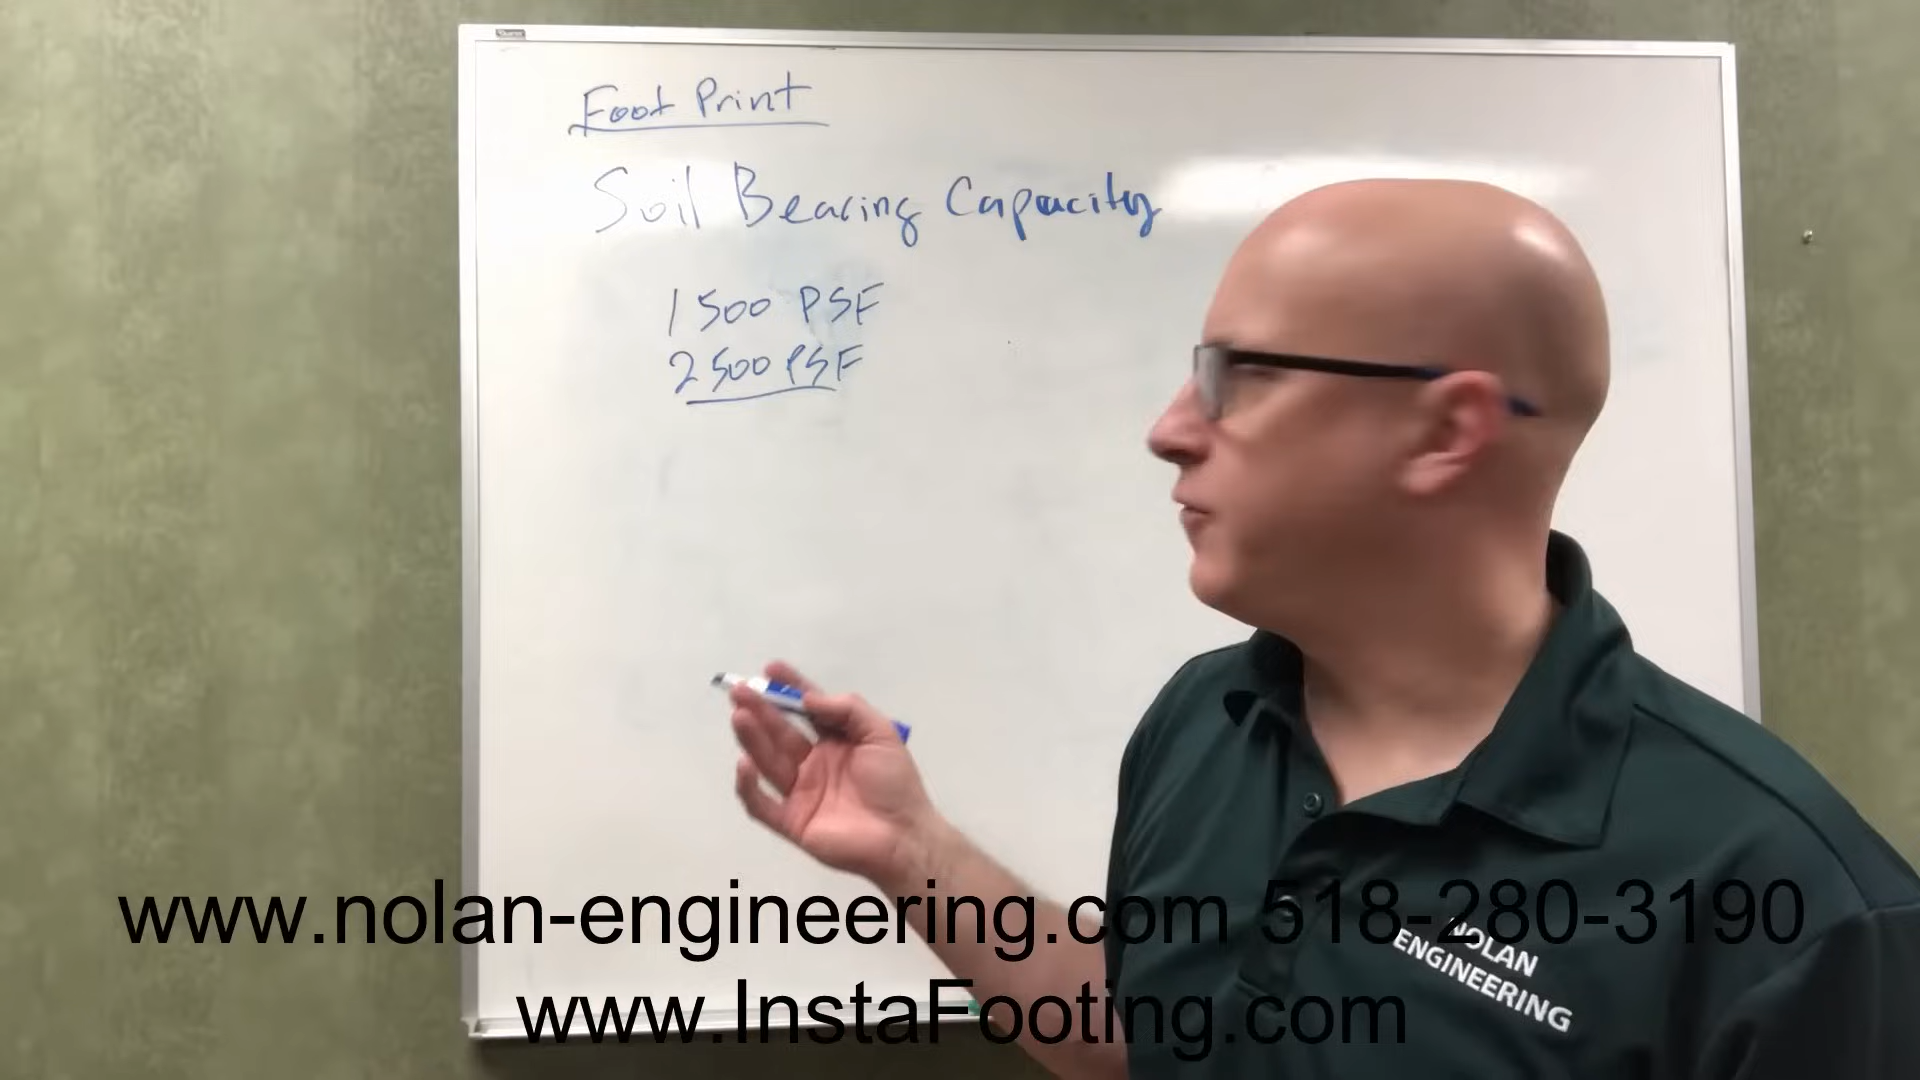 Foot Print
Soil Bearing Capacity
1500 PSF
2500 PSF
www.nolan-engineering.com 518-280-3190
NOLAN
ENGINEERING
www.InstaFooting.com